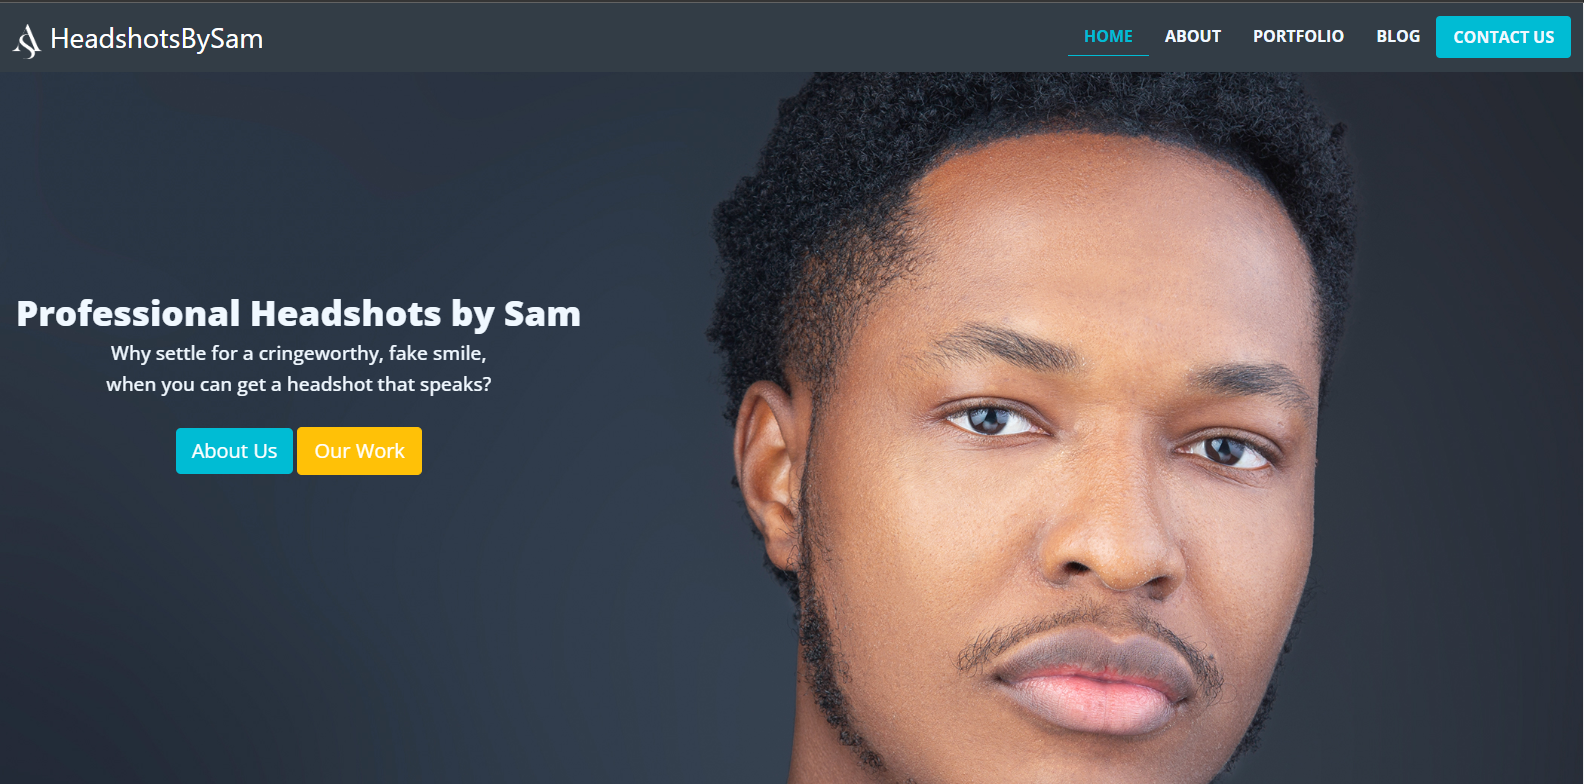 HeadshotsBySam
HOME
ABOUT
PORTFOLIO
BLOG
CONTACT US
Professional Headshots by Sam
Why settle for a cringeworthy, fake smile,
when you can get a headshot that speaks?
About Us
Our Work